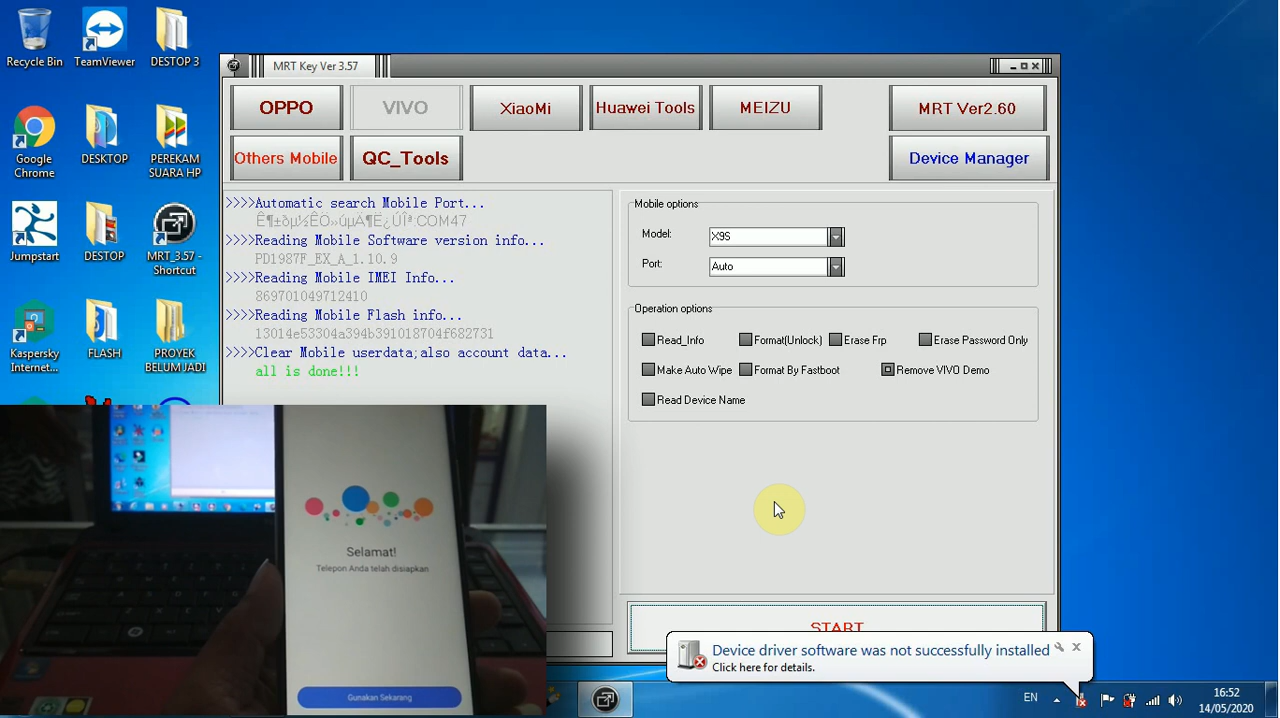 Recycle Bin
TeamViewer
DESTOP 3
Google Chrome
DESKTOP
PEREKAM SUARA HP
Jumpstart
DESTOP
MRT_3.57 - Shortcut
Kaspersky Internet...
FLASH
PROYEK BELUM JADI
MRT Key Ver 3.57
OPPO
VIVO
XiaoMi
Huawei Tools
MEIZU
MRT Ver2.60
Others Mobile
QC_Tools
Device Manager
>>>>Automatic search Mobile Port...
ʶ±ðµ½ÊÖ»úµÄ¶Ë¿ÚΪ:COM47
>>>>Reading Mobile Software version info...
PD1987F_EX_A_1.10.9
>>>>Reading Mobile IMEI Info...
869701049712410
>>>>Reading Mobile Flash info...
13014e53304a394b391018704f682731
>>>>Clear Mobile userdata;also account data...
all is done!!!
Mobile options
Model:
X9S
Port:
Auto
Operation options
Read_Info
Format(Unlock)
Erase Frp
Erase Password Only
Make Auto Wipe
Format By Fastboot
Remove VIVO Demo
Read Device Name
START
Selamat!
Telepon Anda telah disiapkan.
Gunakan Sekarang
Device driver software was not successfully installed
Click here for details.
EN
16:52
14/05/2020